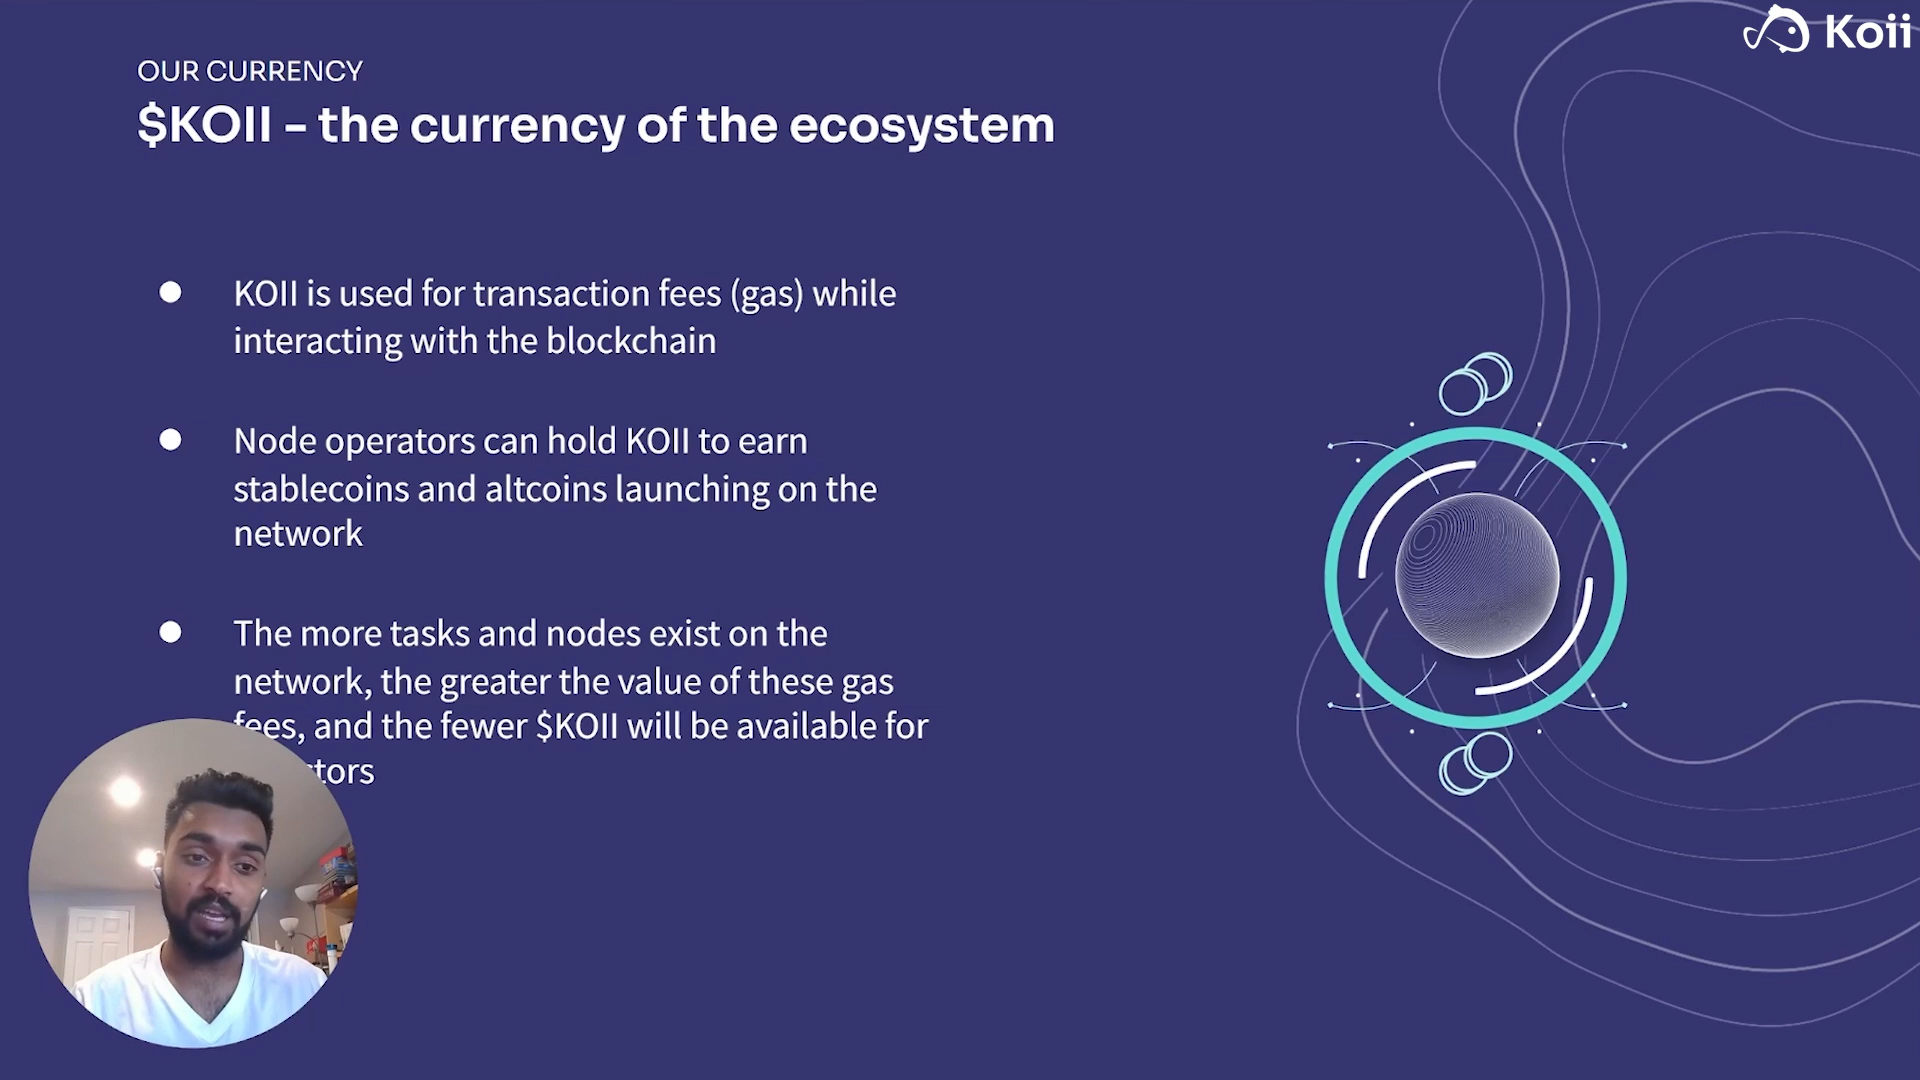 Koii
OUR CURRENCY
$KOII – the currency of the ecosystem
KOII is used for transaction fees (gas) while
interacting with the blockchain
Node operators can hold KOII to earn
stablecoins and altcoins launching on the
network
The more tasks and nodes exist on the
network, the greater the value of these gas
fees, and the fewer $KOII will be available for